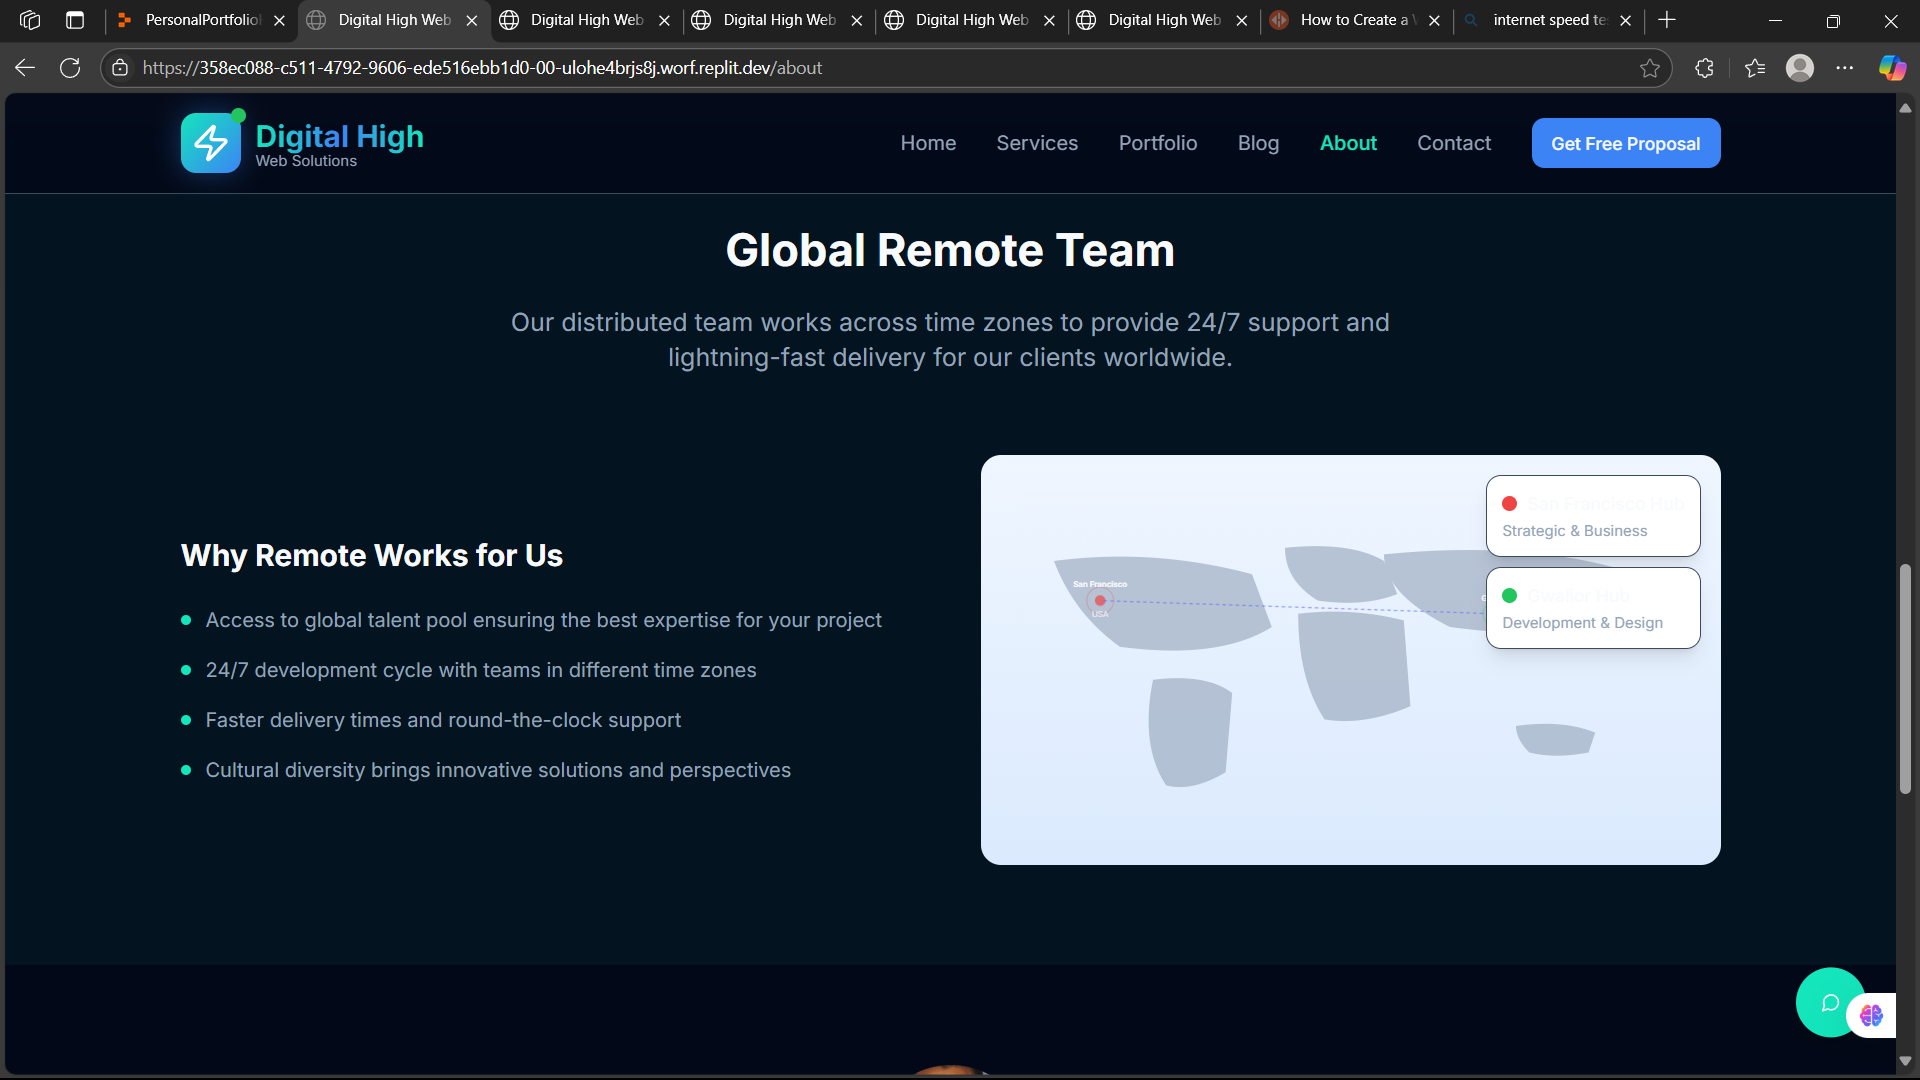 PersonalPortfolio
Digital High Web
Digital High Web
Digital High Web
Digital High Web
Digital High Web
How to Create a
internet speed te
https://358ec088-c511-4792-9606-ede516ebb1d0-00-ulohe4brjs8j.worf.replit.dev/about
Digital High
Web Solutions
Home
Services
Portfolio
Blog
About
Contact
Get Free Proposal
Global Remote Team
Our distributed team works across time zones to provide 24/7 support and
lightning-fast delivery for our clients worldwide.
Why Remote Works for Us
Access to global talent pool ensuring the best expertise for your project
24/7 development cycle with teams in different time zones
Faster delivery times and round-the-clock support
Cultural diversity brings innovative solutions and perspectives
San Francisco
USA
San Francisco Hub
Strategic & Business
Gwalior Hub
Development & Design